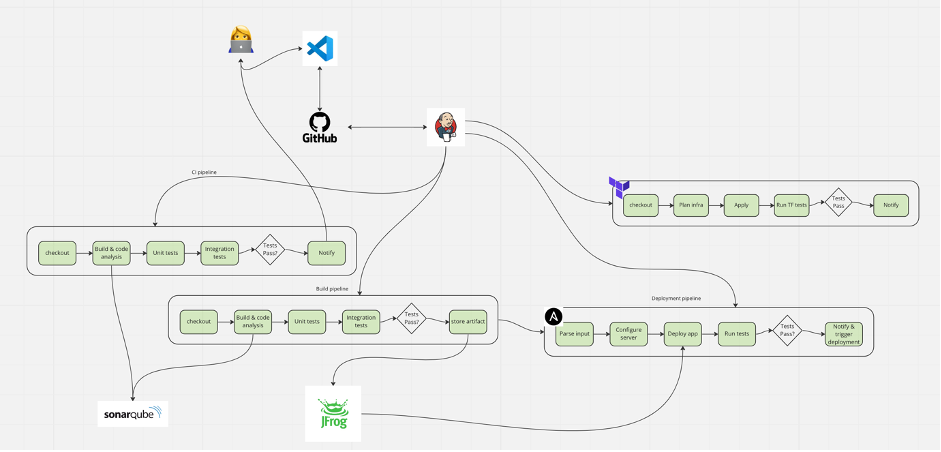 GitHub
CI pipeline
checkout
Plan infra
Apply
Run TF tests
Tests
Pass
Notify
checkout
Build & code
analysis
Unit tests
Integration
tests
Tests
Pass?
Notify
Build pipeline
checkout
Build & code
analysis
Unit tests
Integration
tests
Tests
Pass?
store artifact
Deployment pipeline
A
Parse input
Configure
server
Deploy app
Run tests
Tests
Pass?
Notify &
trigger
deployment
sonarqube
JFrog